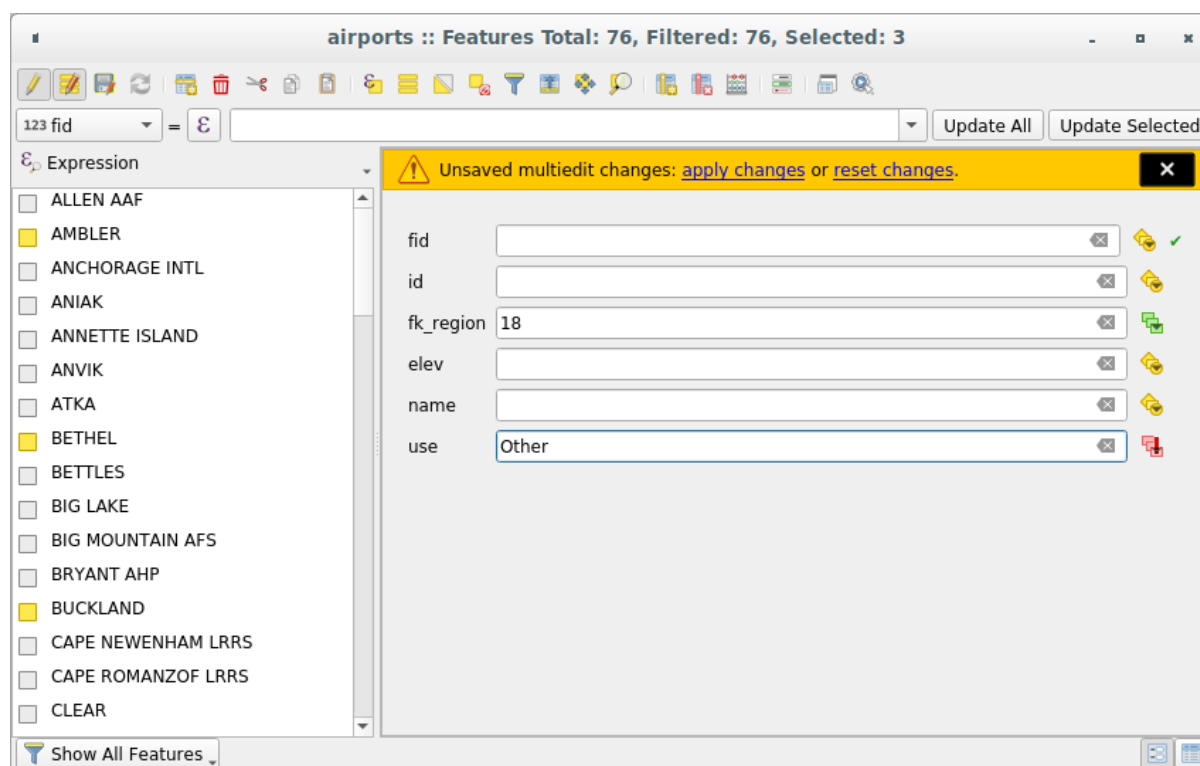 airports :: Features Total: 76, Filtered: 76, Selected: 3
123 fid = ε Update All Update Selected
ε Expression
Unsaved multiedit changes: apply changes or reset changes.
ALLEN AAF
AMBLER
ANCHORAGE INTL
ANIAK
ANNETTE ISLAND
ANVIK
ATKA
BETHEL
BETTLES
BIG LAKE
BIG MOUNTAIN AFS
BRYANT AHP
BUCKLAND
CAPE NEWENHAM LRRS
CAPE ROMANZOF LRRS
CLEAR
fid
id
fk_region 18
elev
name
use Other
Show All Features